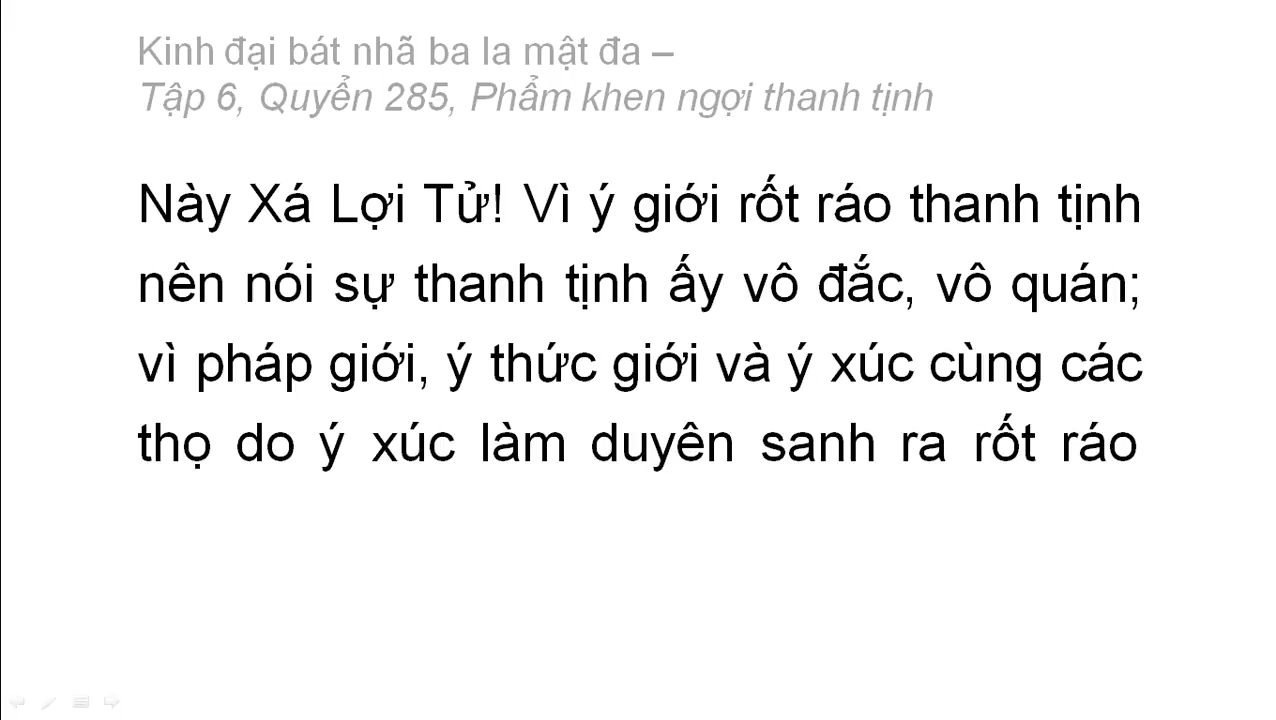 Kinh đại bát nhã ba la mật đa –
Tập 6, Quyển 285, Phẩm khen ngợi thanh tịnh
Này Xá Lợi Tử! Vì ý giới rốt ráo thanh tịnh
nên nói sự thanh tịnh ấy vô đắc, vô quán;
vì pháp giới, ý thức giới và ý xúc cùng các
thọ do ý xúc làm duyên sanh ra rốt ráo